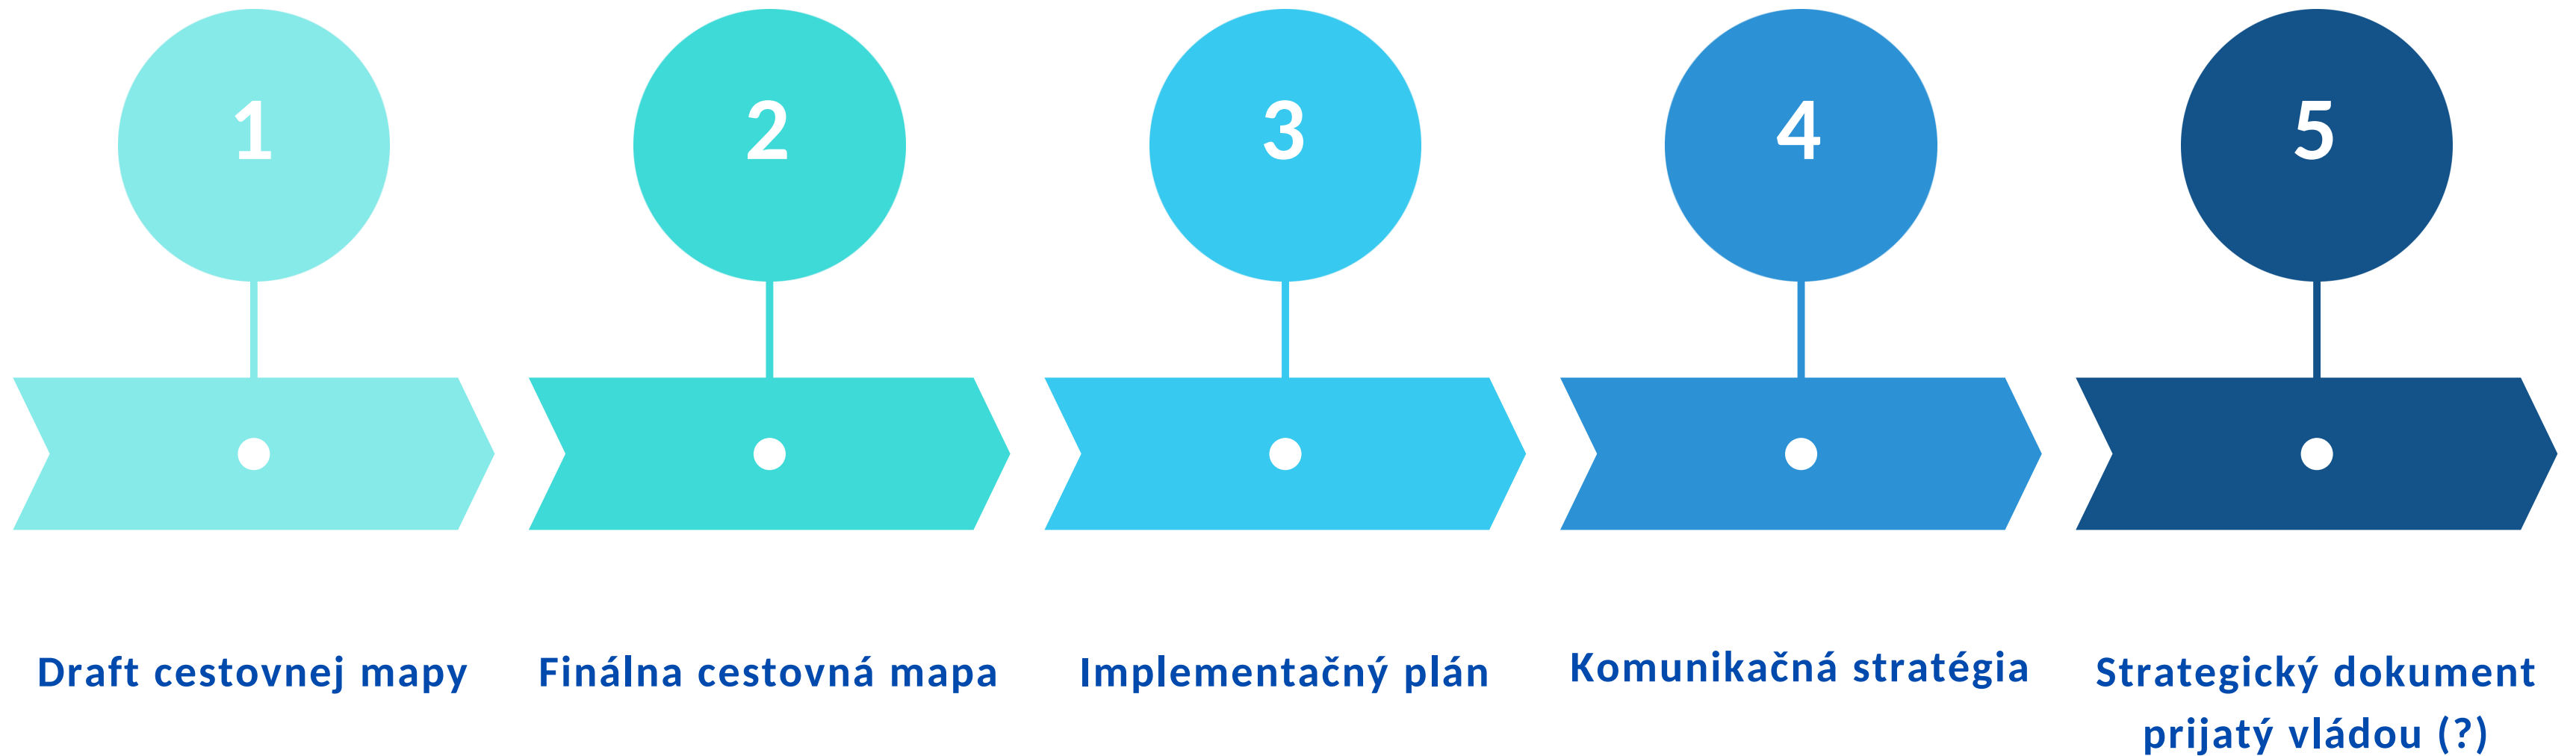 1
2
3
4
5
Draft cestovnej mapy
Finálna cestovná mapa
Implementačný plán
Komunikačná stratégia
Strategický dokument
prijatý vládou (?)